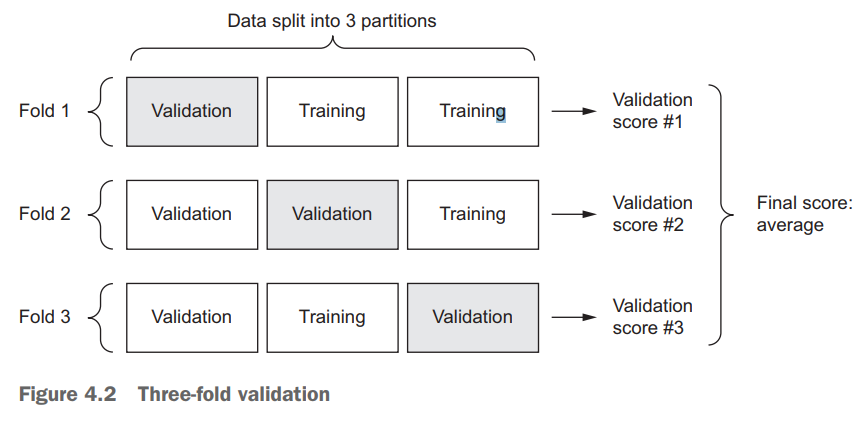 Data split into 3 partitions
Fold 1
Validation
Training
Training
Validation
score #1
Fold 2
Validation
Validation
Training
Validation
score #2
Final score:
average
Fold 3
Validation
Training
Validation
Validation
score #3
Figure 4.2 Three-fold validation